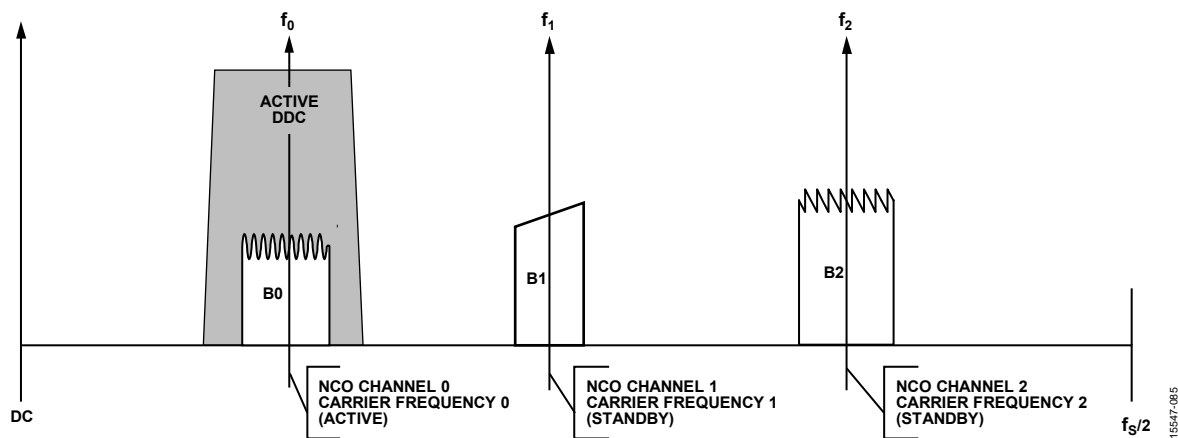 f0
f1
f2
ACTIVE
DDC
B0
B1
B2
NCO CHANNEL 0
CARRIER FREQUENCY 0
(ACTIVE)
NCO CHANNEL 1
CARRIER FREQUENCY 1
(STANDBY)
NCO CHANNEL 2
CARRIER FREQUENCY 2
(STANDBY)
DC
fS/2
15547-085